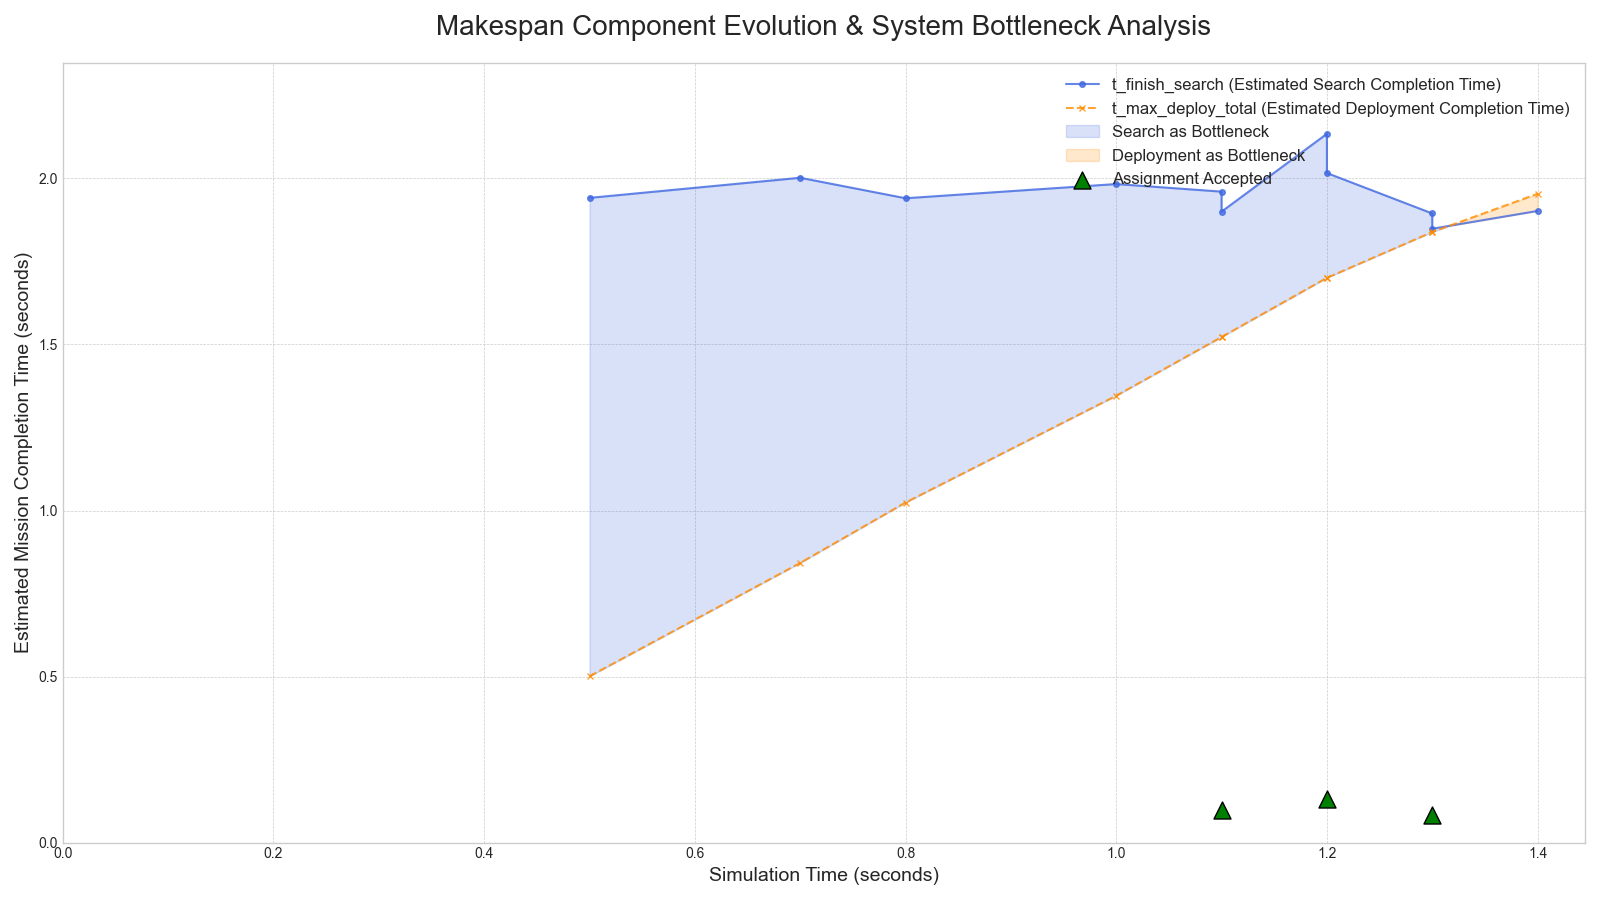 Makespan Component Evolution & System Bottleneck Analysis
t_finish_search (Estimated Search Completion Time)
t_max_deploy_total (Estimated Deployment Completion Time)
Search as Bottleneck
Deployment as Bottleneck
Assignment Accepted
Estimated Mission Completion Time (seconds)
2.0
1.5
1.0
0.5
0.0
0.0 0.2 0.4 0.6 0.8 1.0 1.2 1.4
Simulation Time (seconds)